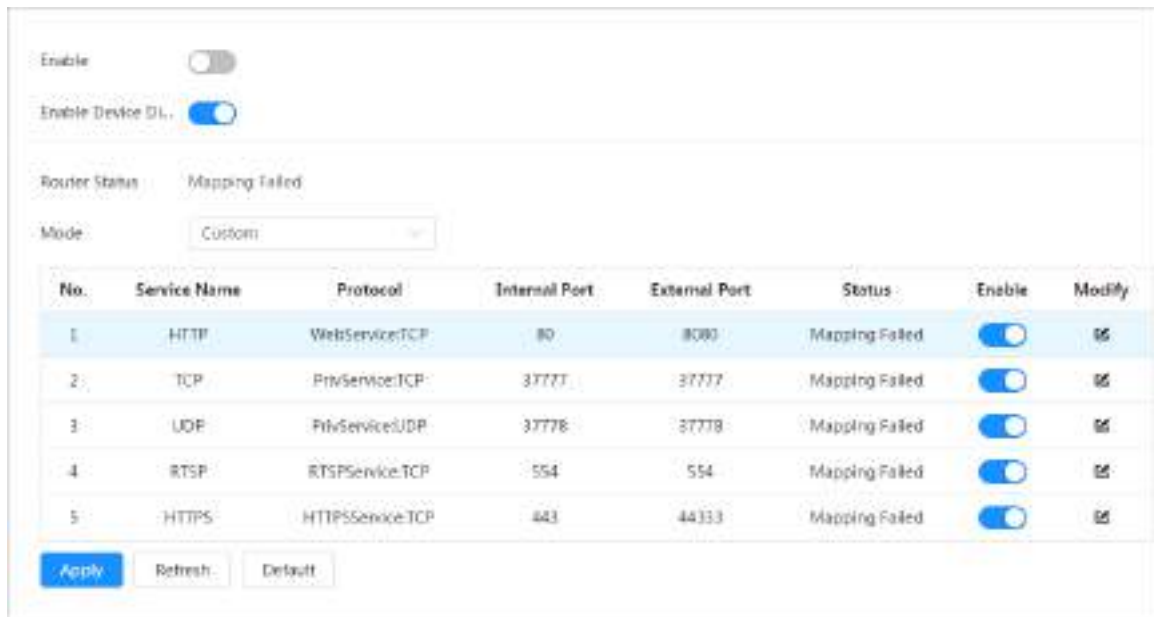 Enable
Enable Device Di...
Router Status Mapping Failed
Mode Custom
No. Service Name Protocol Internal Port External Port Status Enable Modify
1 HTTP WebService:TCP 80 8080 Mapping Failed
2 TCP PrivService:TCP 37777 37777 Mapping Failed
3 UDP PrivService:UDP 37778 37778 Mapping Failed
4 RTSP RTSPService:TCP 554 554 Mapping Failed
5 HTTPS HTTPSService:TCP 443 44333 Mapping Failed
Apply Refresh Default